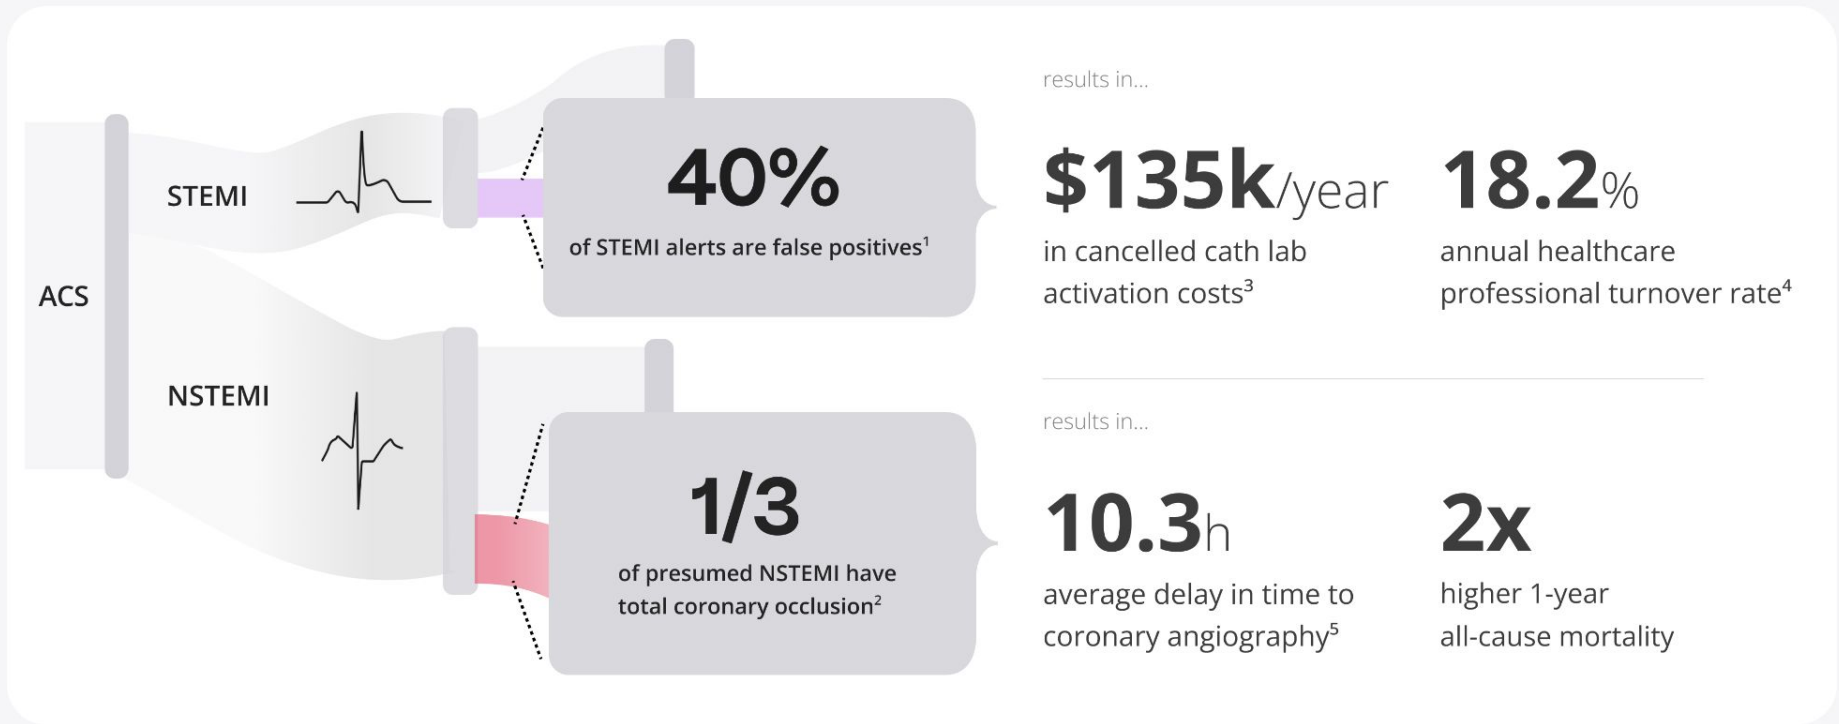 ACS
STEMI
40%
of STEMI alerts are false positives¹
results in...
$135k/year
in cancelled cath lab
activation costs³
18.2%
annual healthcare
professional turnover rate⁴
NSTEMI
1/3
of presumed NSTEMI have
total coronary occlusion²
results in...
10.3h
average delay in time to
coronary angiography⁵
2x
higher 1-year
all-cause mortality